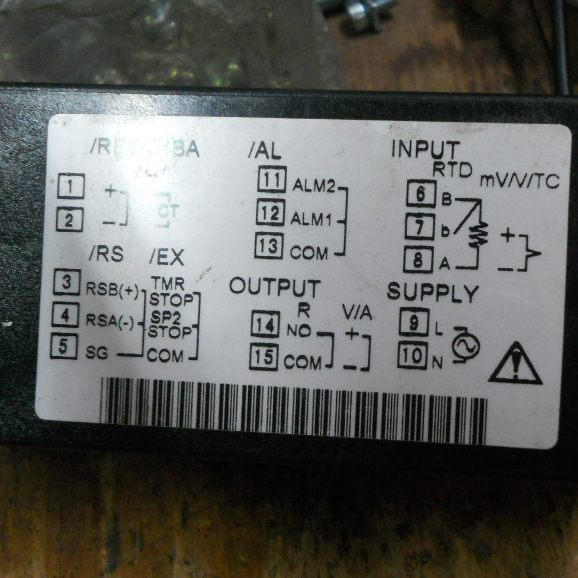 /HBA
1 +
2 - CT
/RS /EX
3 RSB(+) TMR STOP
4 RSA(-) SP2 STOP
5 SG COM
/AL
11 ALM2
12 ALM1
13 COM
OUTPUT
R V/A
14 NO +
15 COM -
INPUT
RTD mV/V/TC
6 B
7 b +
8 A -
SUPPLY
9 L
10 N